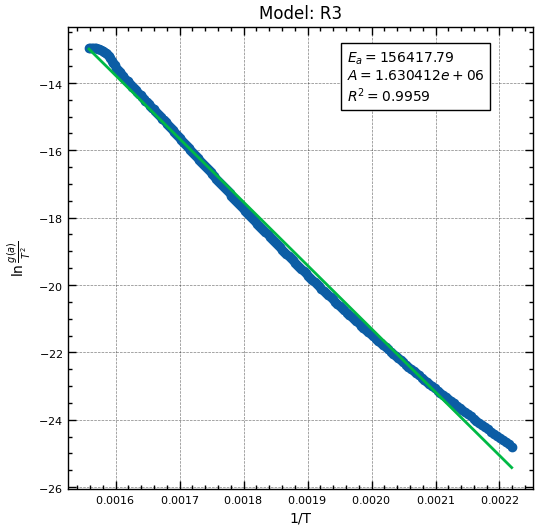 Model: R3
E_a = 156417.79
A = 1.630412e + 06
R² = 0.9959
−14
−16
−18
−20
−22
−24
−26
ln g(a)/T²
0.0016 0.0017 0.0018 0.0019 0.0020 0.0021 0.0022
1/T